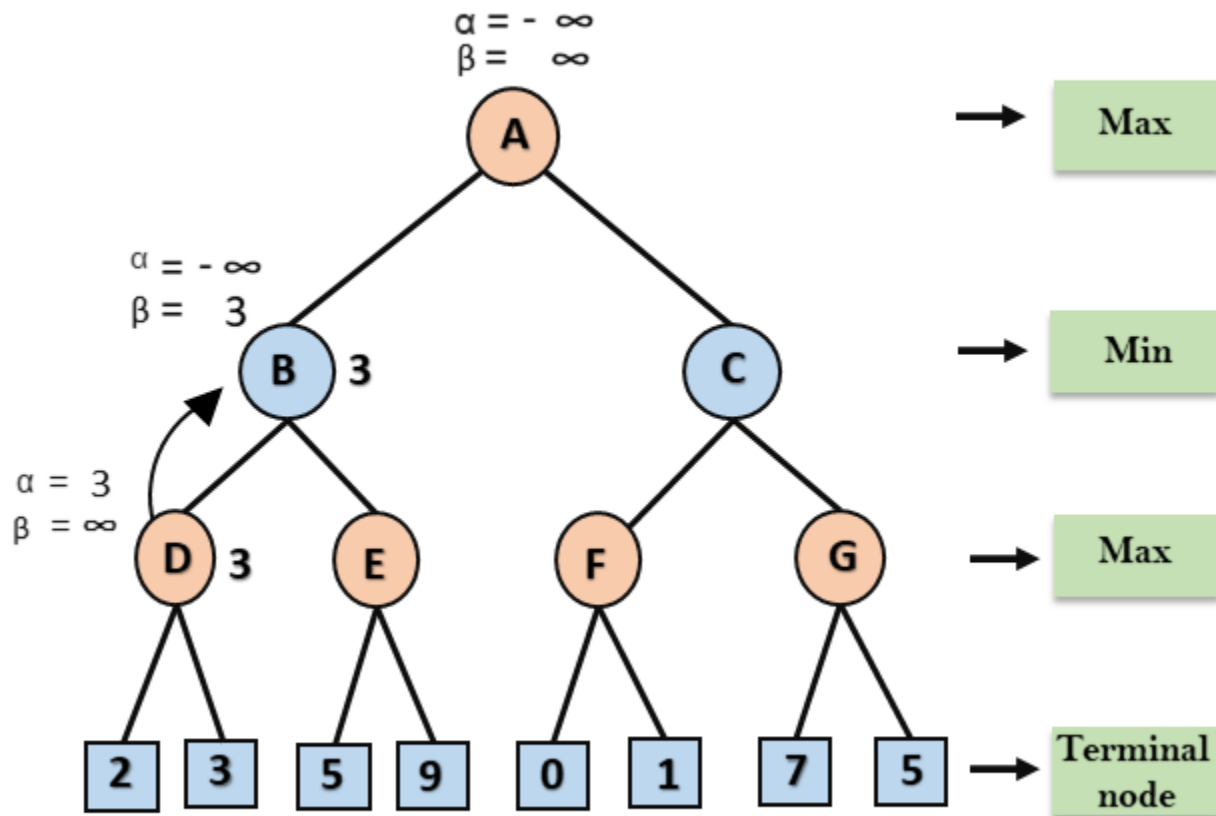 α = - ∞
β = ∞
A
Max
α = - ∞
β = 3
B 3
C
Min
α = 3
β = ∞
D 3
E
F
G
Max
2 3 5 9 0 1 7 5
Terminal
node